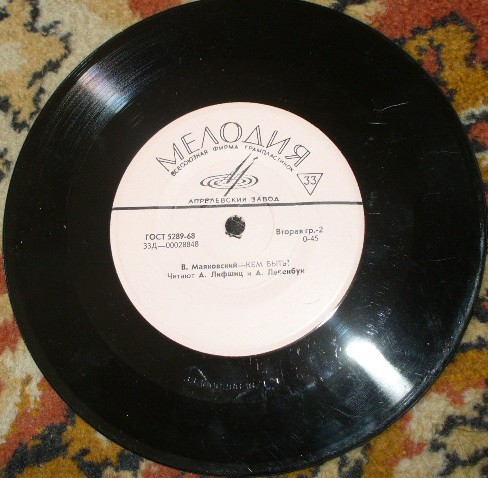 МЕЛОДИЯ
ВСЕСОЮЗНАЯ ФИРМА ГРАМПЛАСТИНОК
33
АПРЕЛЕВСКИЙ ЗАВОД
ГОСТ 5289-68
Вторая гр.-2
33Д—00028848
0-45
В. Маяковский—КЕМ БЫТЬ?
Читают А. Лифшиц и А. Левенбук